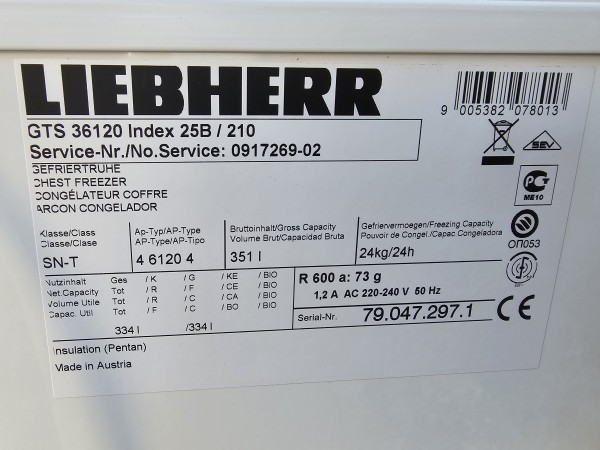 LIEBHERR
9 005382 078013
GTS 36120 Index 25B / 210
Service-Nr./No.Service: 0917269-02
SEV
GEFRIERTRUHE
CHEST FREEZER
CONGÉLATEUR COFFRE
ARCON CONGELADOR
PG
ME10
Klasse/Class
Classe/Clase
SN-T
Ap-Typ/AP-Type
AP-Type/AP-Tipo
4 6120 4
Bruttoinhalt/Gross Capacity
Volume Brut/Capacidad Bruta
351 l
Gefriervermoegen/Freezing Capacity
Pouvoir de Congel./Capac Congeladora
24kg/24h
ОП053
Nutzinhalt Ges / K / G / KE / BIO
Net.Capacity Tot / R / F / CE / BIO
Volume Utile Tot / R / C / CA / BIO
Capac. Util Tot / F / C / BO / BIO
334 l /334 l
R 600 a: 73 g
1,2 A AC 220-240 V 50 Hz
Serial-Nr. 79.047.297.1
CE
Insulation (Pentan)
Made in Austria